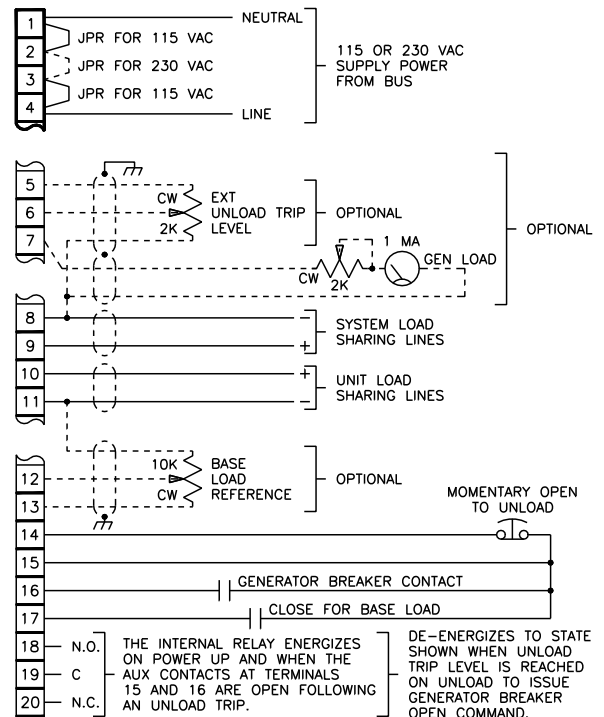 1
NEUTRAL
JPR FOR 115 VAC
2
JPR FOR 230 VAC
3
JPR FOR 115 VAC
4
LINE
115 OR 230 VAC
SUPPLY POWER
FROM BUS
5
6
7
CW
2K
EXT
UNLOAD TRIP
LEVEL
OPTIONAL
OPTIONAL
1 MA
GEN LOAD
CW
2K
8
-
9
+
SYSTEM LOAD
SHARING LINES
10
+
11
-
UNIT LOAD
SHARING LINES
10K
CW
BASE
LOAD
REFERENCE
OPTIONAL
12
13
MOMENTARY OPEN
TO UNLOAD
14
15
16
GENERATOR BREAKER CONTACT
17
CLOSE FOR BASE LOAD
18
N.O.
19
C
20
N.C.
THE INTERNAL RELAY ENERGIZES
ON POWER UP AND WHEN THE
AUX CONTACTS AT TERMINALS
15 AND 16 ARE OPEN FOLLOWING
AN UNLOAD TRIP.
DE-ENERGIZES TO STATE
SHOWN WHEN UNLOAD
TRIP LEVEL IS REACHED
ON UNLOAD TO ISSUE
GENERATOR BREAKER
OPEN COMMAND.